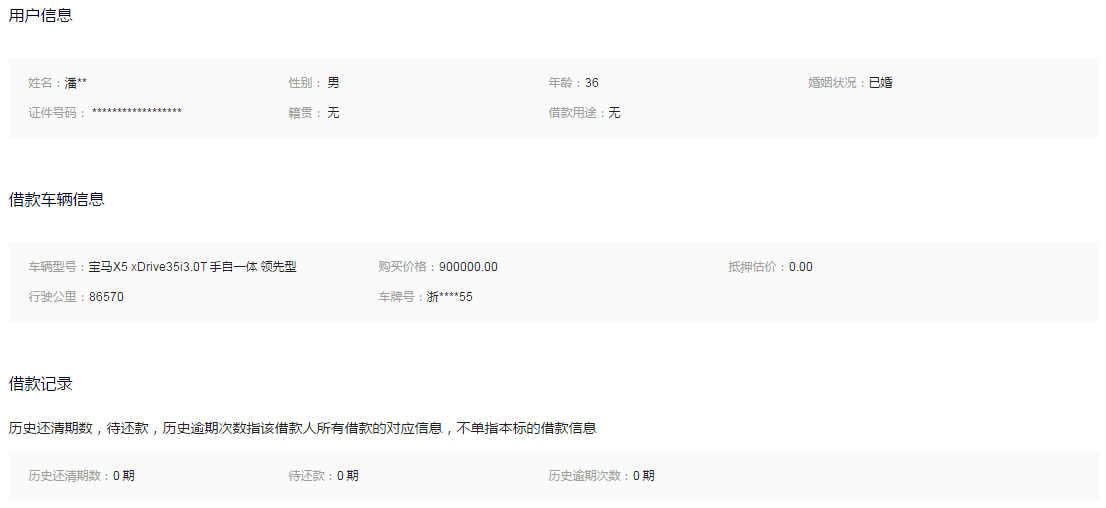 用户信息
姓名：潘** 性别： 男 年龄：36 婚姻状况：已婚
证件号码： ****************** 籍贯： 无 借款用途：无
借款车辆信息
车辆型号：宝马X5 xDrive35i3.0T 手自一体 领先型 购买价格：900000.00 抵押估价：0.00
行驶公里：86570 车牌号：浙****55
借款记录
历史还清期数，待还款，历史逾期次数指该借款人所有借款的对应信息，不单指本标的借款信息
历史还清期数：0 期 待还款：0 期 历史逾期次数：0 期